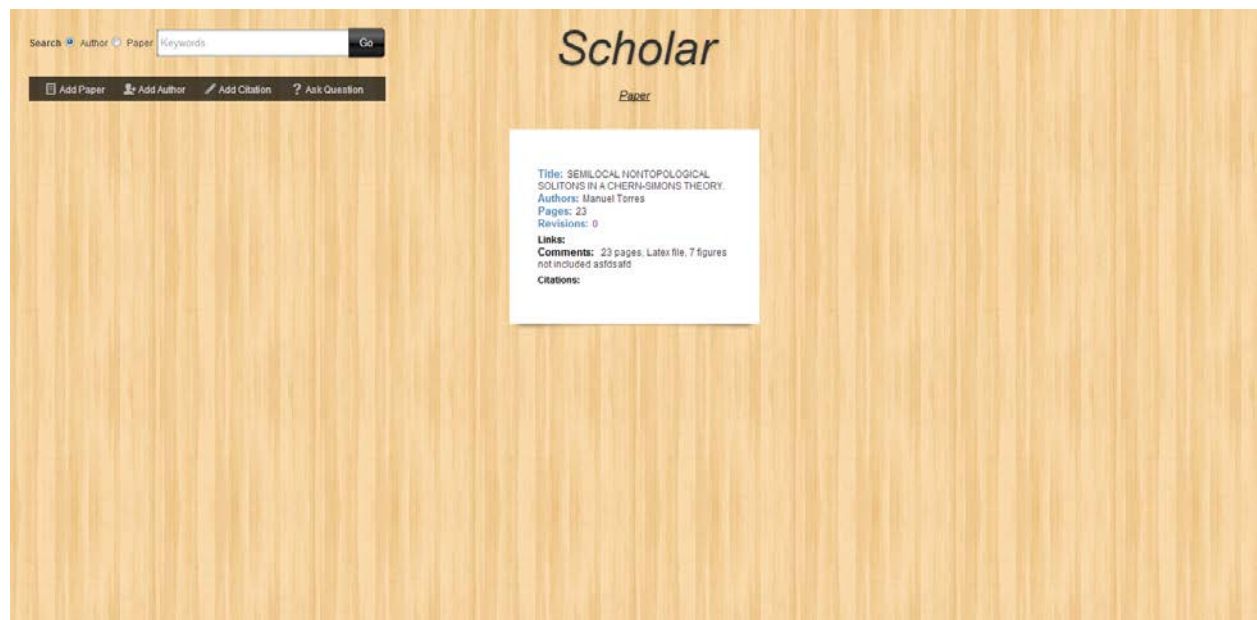 Search Author Paper Keywords Go
Add Paper Add Author Add Citation ? Ask Question
Scholar
Paper
Title: SEMILOCAL NONTOPOLOGICAL
SOLITONS IN A CHERN-SIMONS THEORY.
Authors: Manuel Torres
Pages: 23
Revisions: 0
Links:
Comments: 23 pages, Latex file, 7 figures
not included asfdsafd
Citations: